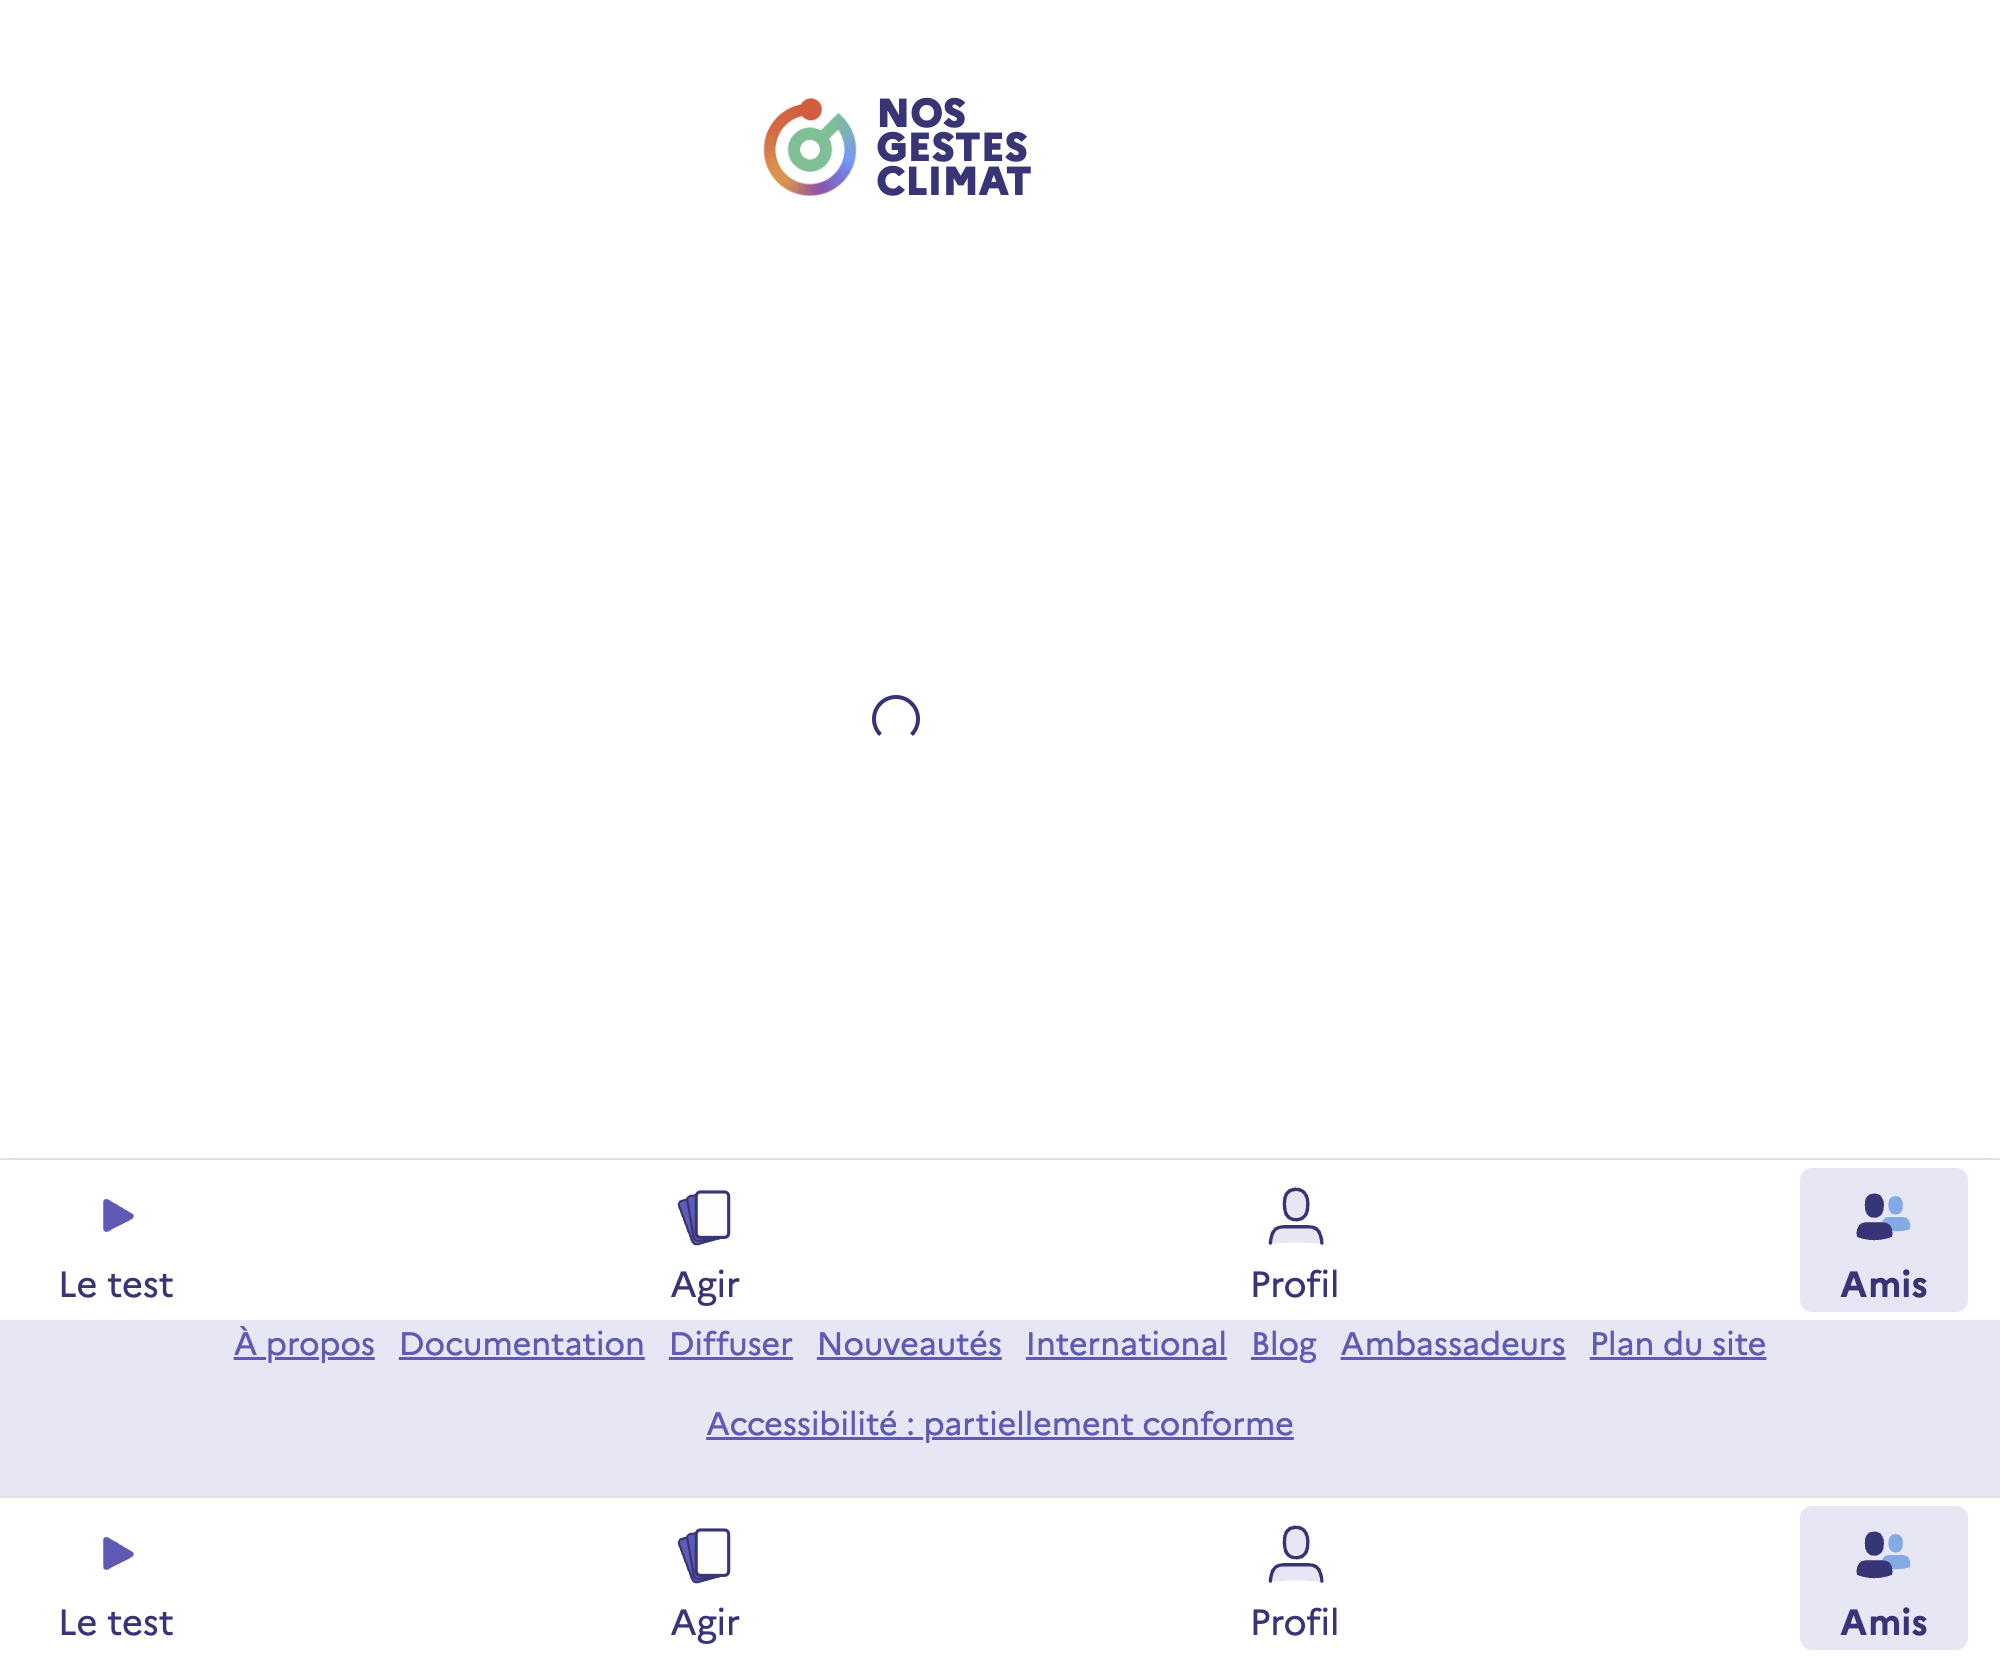 NOS
GESTES
CLIMAT
Le test Agir Profil Amis
À propos Documentation Diffuser Nouveautés International Blog Ambassadeurs Plan du site
Accessibilité : partiellement conforme
Le test Agir Profil Amis